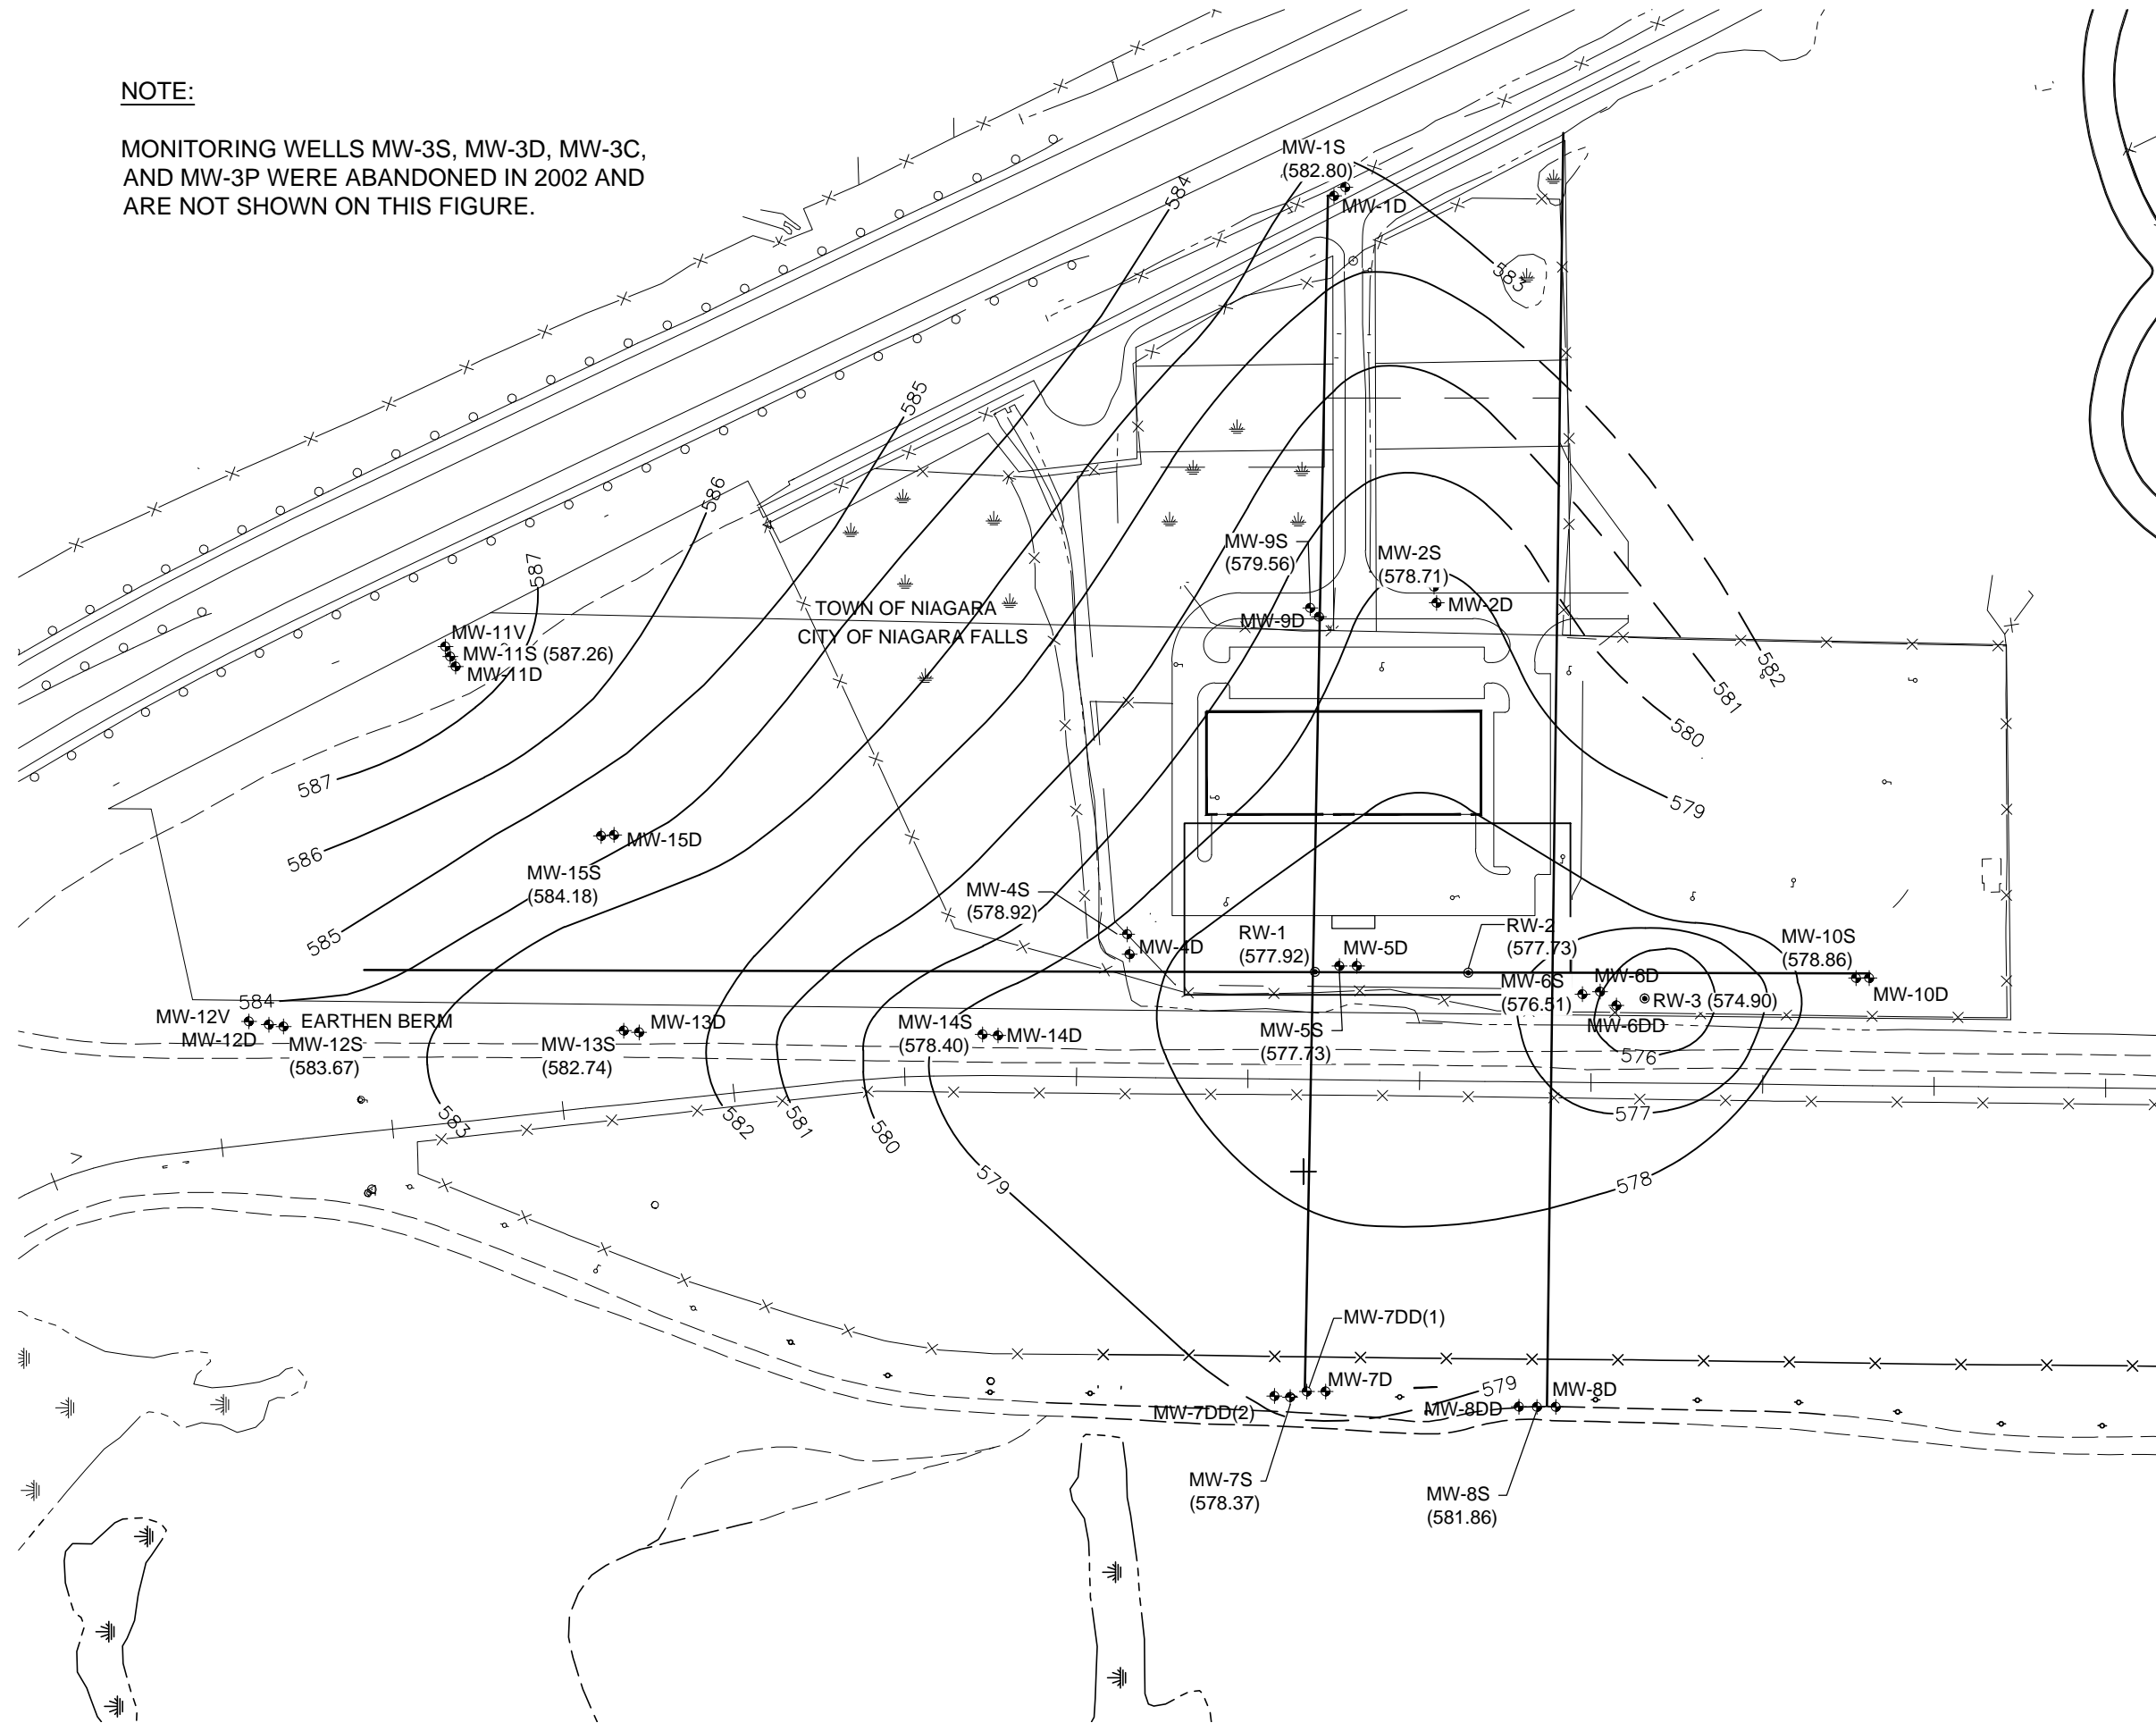 NOTE:
MONITORING WELLS MW-3S, MW-3D, MW-3C,
AND MW-3P WERE ABANDONED IN 2002 AND
ARE NOT SHOWN ON THIS FIGURE.
MW-1S
(582.80)
MW-1D
584
583
585
586
587
MW-9S
(579.56)
MW-2S
(578.71)
MW-2D
MW-9D
TOWN OF NIAGARA
CITY OF NIAGARA FALLS
MW-11V
MW-11S (587.26)
MW-11D
582
581
580
579
587
586
585
584
MW-15D
MW-15S
(584.18)
MW-4S
(578.92)
MW-4D
RW-1
(577.92)
MW-5D
RW-2
(577.73)
MW-10S
(578.86)
MW-10D
MW-6S
(576.51)
MW-6D
RW-3 (574.90)
MW-6DD
576
MW-12V
MW-12D
EARTHEN BERM
MW-12S
(583.67)
MW-13S
(582.74)
MW-13D
MW-14S
(578.40)
MW-14D
MW-5S
(577.73)
577
583
582
581
580
579
578
MW-7DD(1)
MW-7D
579
MW-8D
MW-7DD(2)
MW-8DD
MW-7S
(578.37)
MW-8S
(581.86)